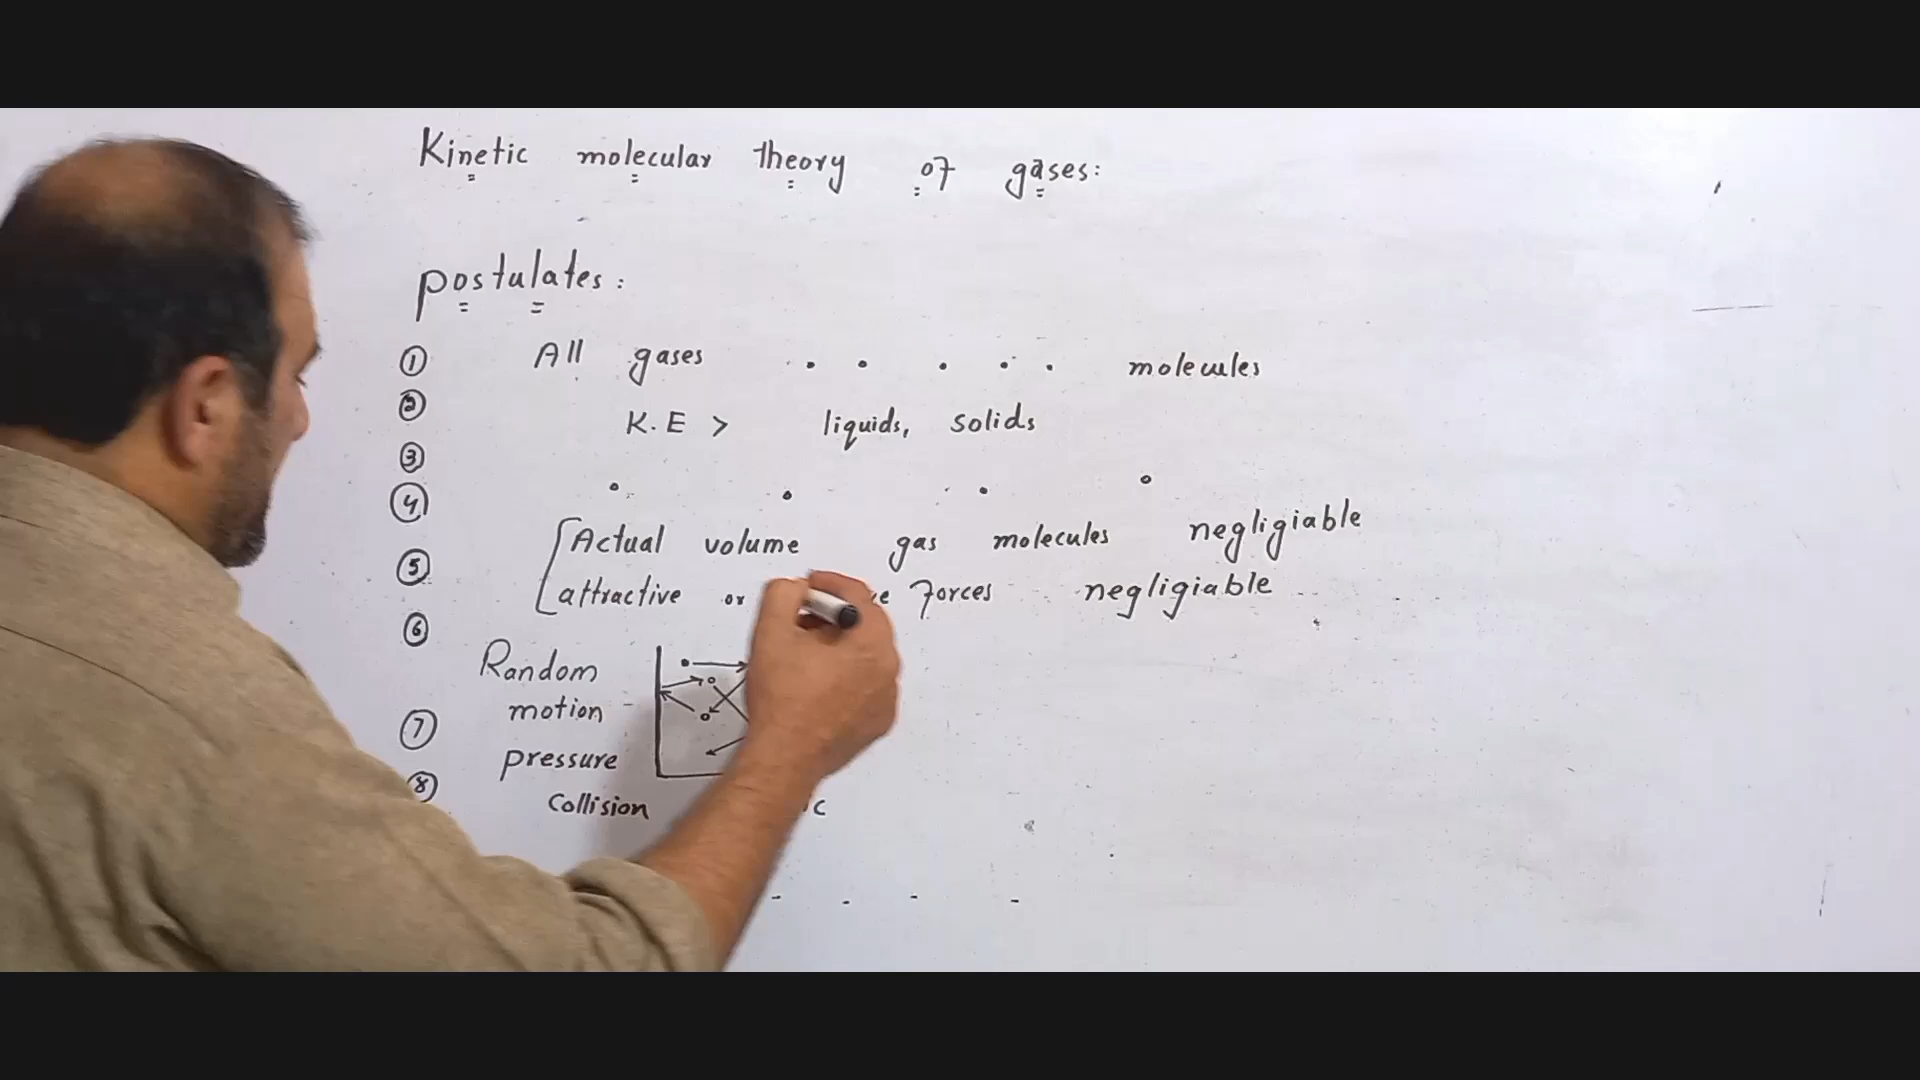 Kinetic molecular theory of gases:
postulates:
① All gases . . . . . molecules
② K.E > liquids, solids
③
④ Actual volume gas molecules negligiable
⑤ attractive or forces negligiable
⑥ Random
motion
⑦ pressure
⑧ Collision